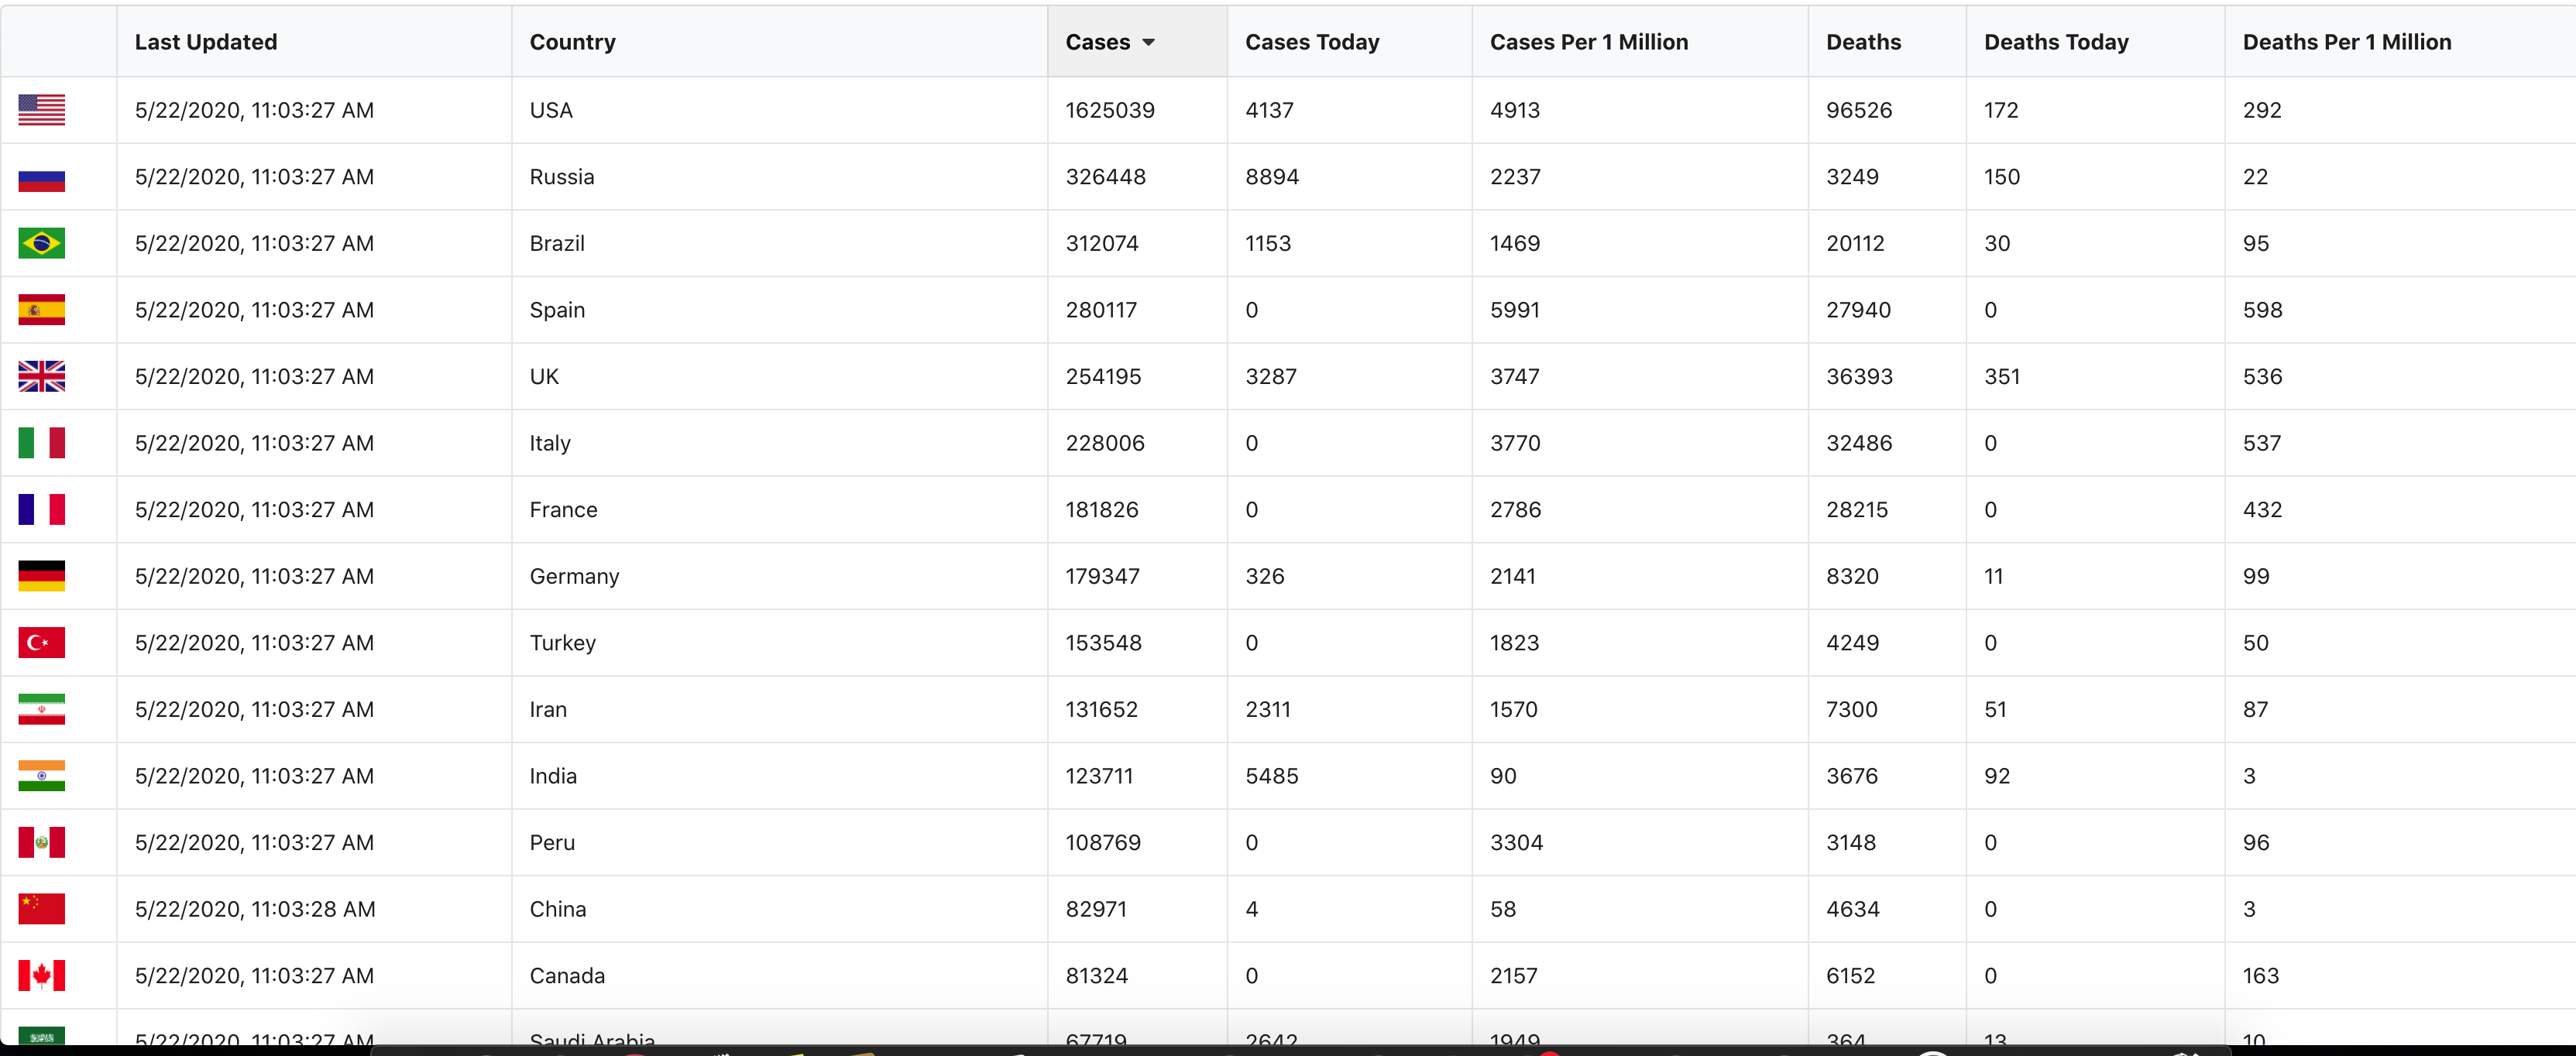 Last Updated Country Cases Cases Today Cases Per 1 Million Deaths Deaths Today Deaths Per 1 Million
5/22/2020, 11:03:27 AM USA 1625039 4137 4913 96526 172 292
5/22/2020, 11:03:27 AM Russia 326448 8894 2237 3249 150 22
5/22/2020, 11:03:27 AM Brazil 312074 1153 1469 20112 30 95
5/22/2020, 11:03:27 AM Spain 280117 0 5991 27940 0 598
5/22/2020, 11:03:27 AM UK 254195 3287 3747 36393 351 536
5/22/2020, 11:03:27 AM Italy 228006 0 3770 32486 0 537
5/22/2020, 11:03:27 AM France 181826 0 2786 28215 0 432
5/22/2020, 11:03:27 AM Germany 179347 326 2141 8320 11 99
5/22/2020, 11:03:27 AM Turkey 153548 0 1823 4249 0 50
5/22/2020, 11:03:27 AM Iran 131652 2311 1570 7300 51 87
5/22/2020, 11:03:27 AM India 123711 5485 90 3676 92 3
5/22/2020, 11:03:27 AM Peru 108769 0 3304 3148 0 96
5/22/2020, 11:03:28 AM China 82971 4 58 4634 0 3
5/22/2020, 11:03:27 AM Canada 81324 0 2157 6152 0 163
5/22/2020, 11:03:27 AM Saudi Arabia 67719 2642 1949 364 13 10